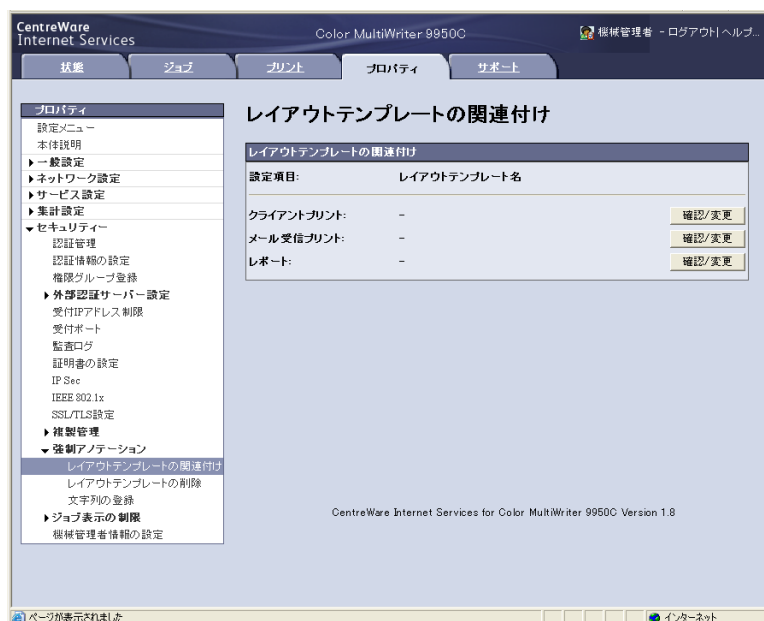 CentreWare
Internet Services
Color MultiWriter 9950C
機械管理者 - ログアウト|ヘルプ...
状態
ジョブ
プリント
プロパティ
サポート
プロパティ
設定メニュー
本体説明
一般設定
ネットワーク設定
サービス設定
集計設定
セキュリティー
認証管理
認証情報の設定
権限グループ登録
外部認証サーバー設定
受付IPアドレス制限
受付ポート
監査ログ
証明書の設定
IP Sec
IEEE 802.1x
SSL/TLS設定
複製管理
強制アノテーション
レイアウトテンプレートの関連付け
レイアウトテンプレートの削除
文字列の登録
ジョブ表示の制限
機械管理者情報の設定
レイアウトテンプレートの関連付け
レイアウトテンプレートの関連付け
設定項目: レイアウトテンプレート名
クライアントプリント: - 確認/変更
メール受信プリント: - 確認/変更
レポート: - 確認/変更
CentreWare Internet Services for Color MultiWriter 9950C Version 1.8
ページが表示されました
インターネット